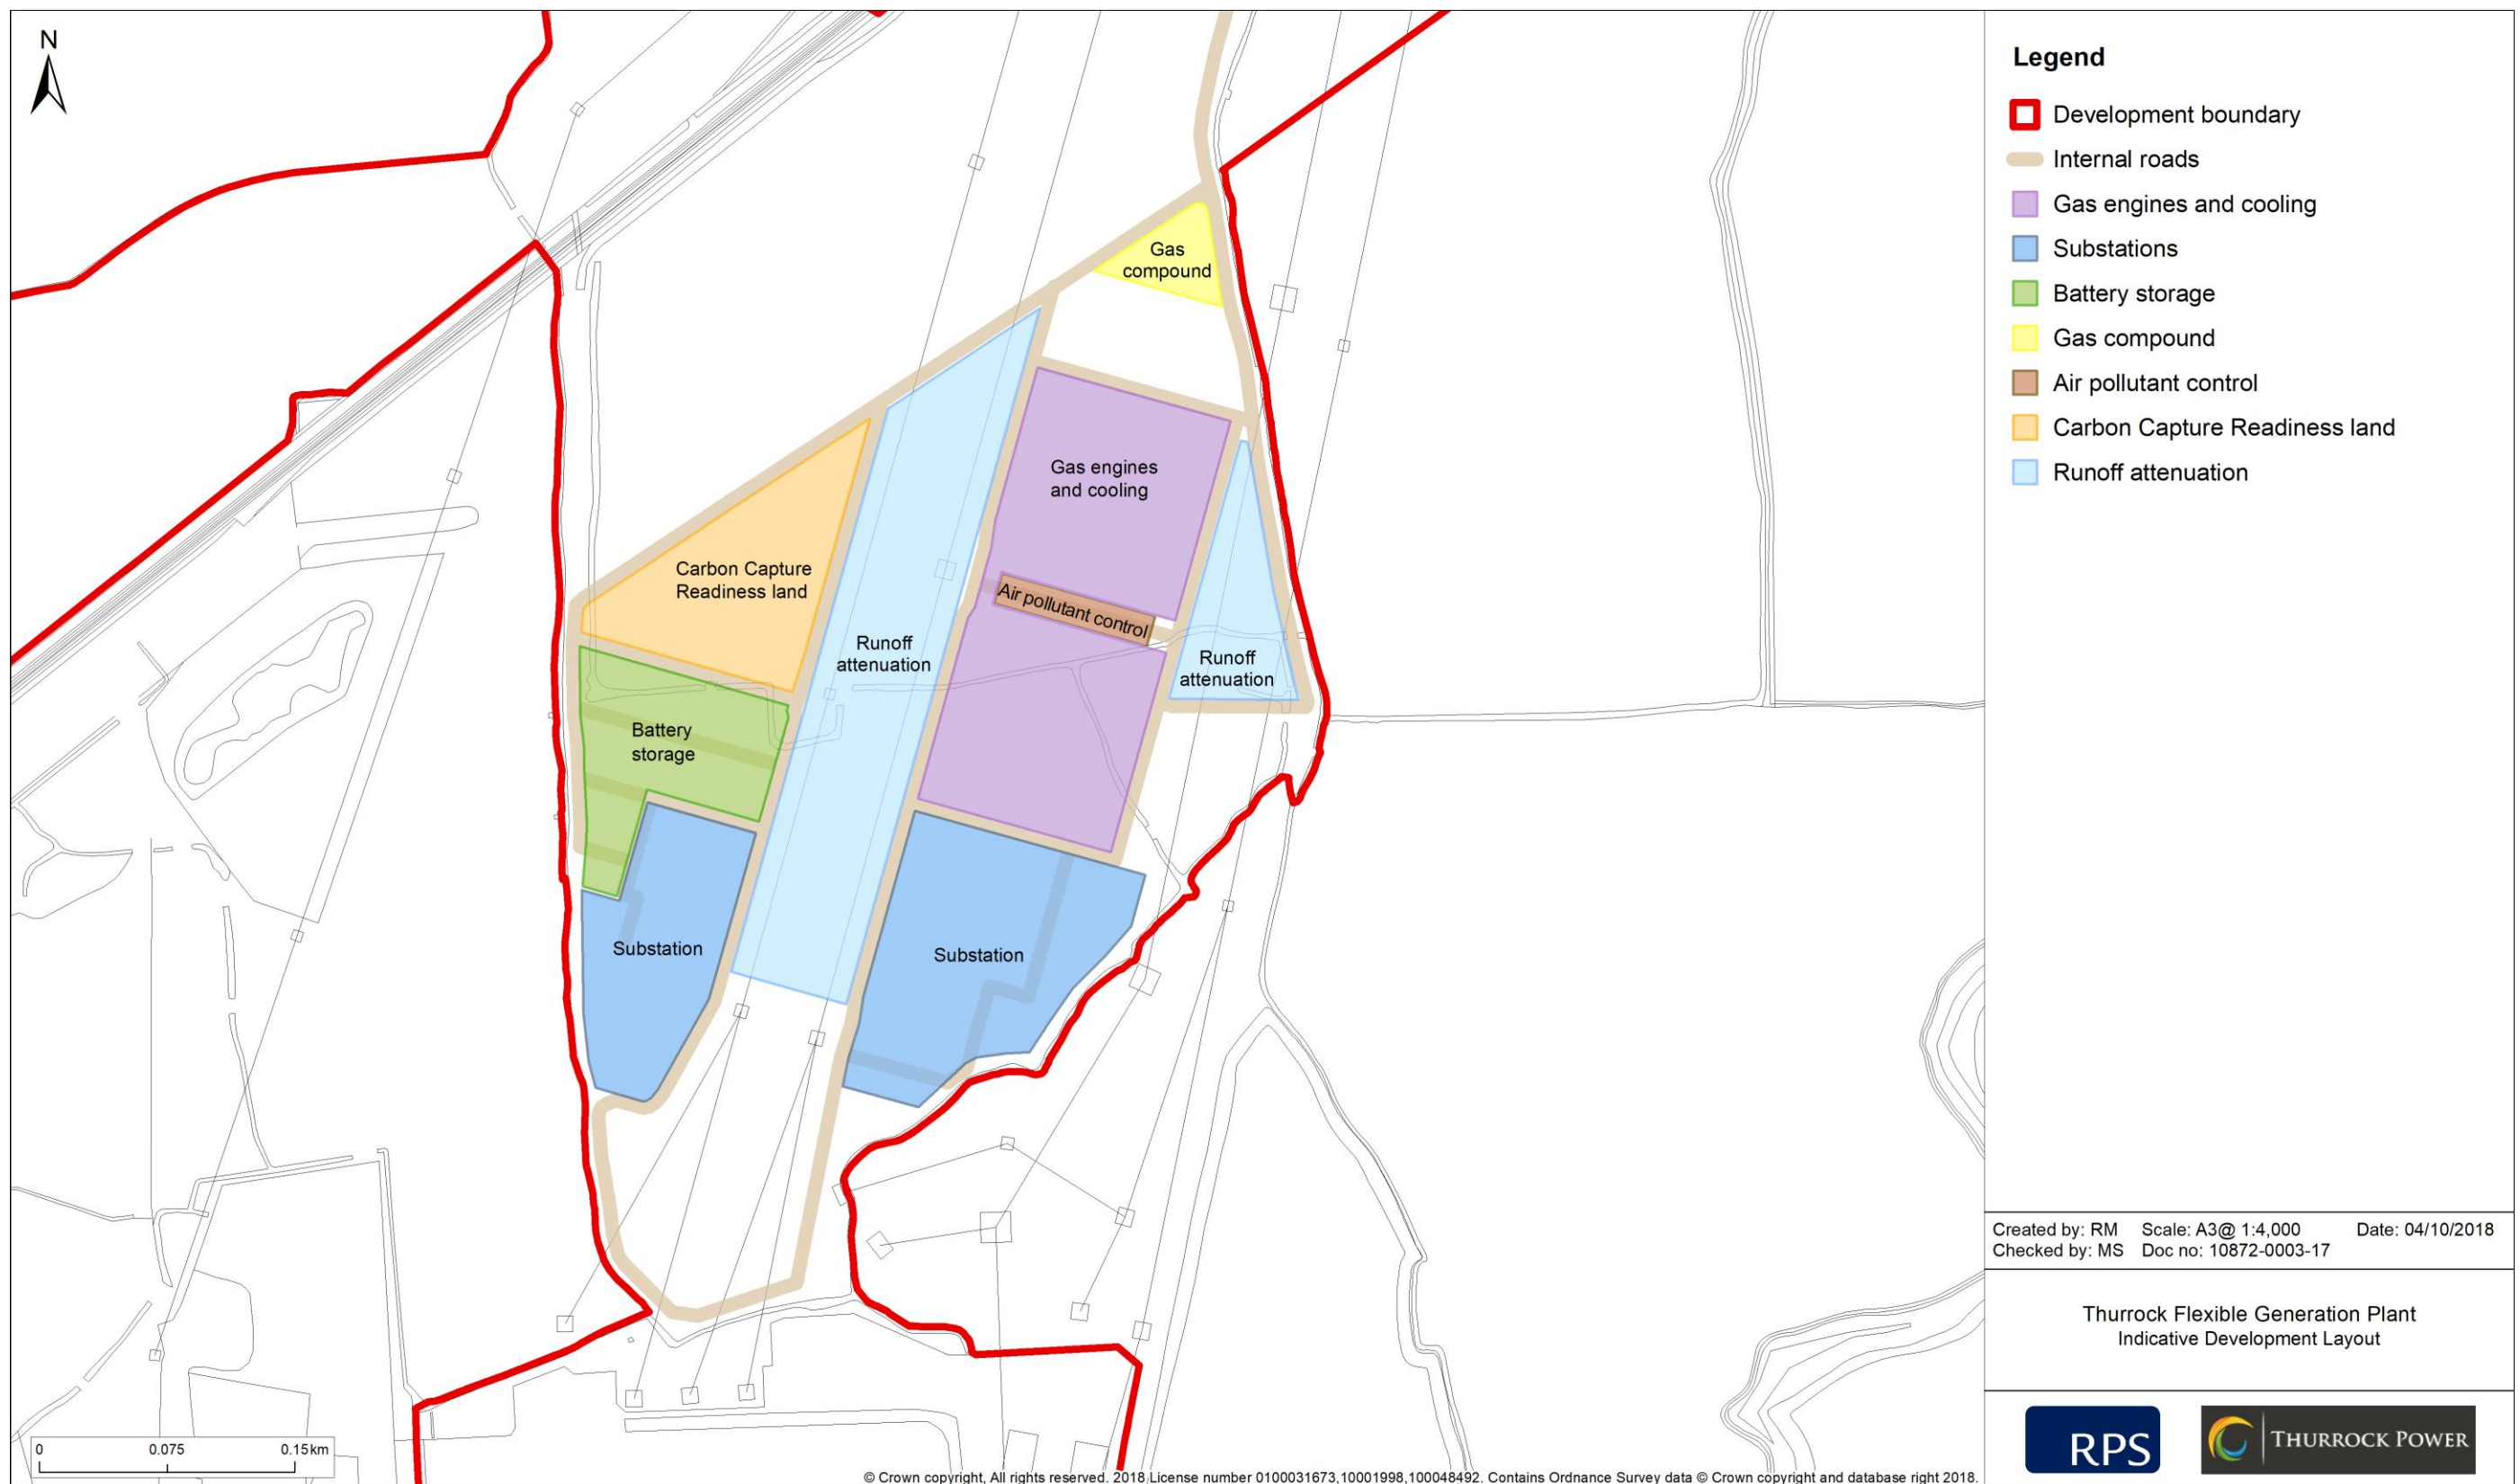 N
Gas
compound
Gas engines
and cooling
Carbon Capture
Readiness land
Air pollutant control
Runoff
attenuation
Runoff
attenuation
Battery
storage
Substation
Substation
0 0.075 0.15km
© Crown copyright, All rights reserved. 2018 License number 0100031673,10001998,100048492. Contains Ordnance Survey data © Crown copyright and database right 2018.
Legend
Development boundary
Internal roads
Gas engines and cooling
Substations
Battery storage
Gas compound
Air pollutant control
Carbon Capture Readiness land
Runoff attenuation
Created by: RM Scale: A3@ 1:4,000 Date: 04/10/2018
Checked by: MS Doc no: 10872-0003-17
Thurrock Flexible Generation Plant
Indicative Development Layout
RPS
THURROCK POWER